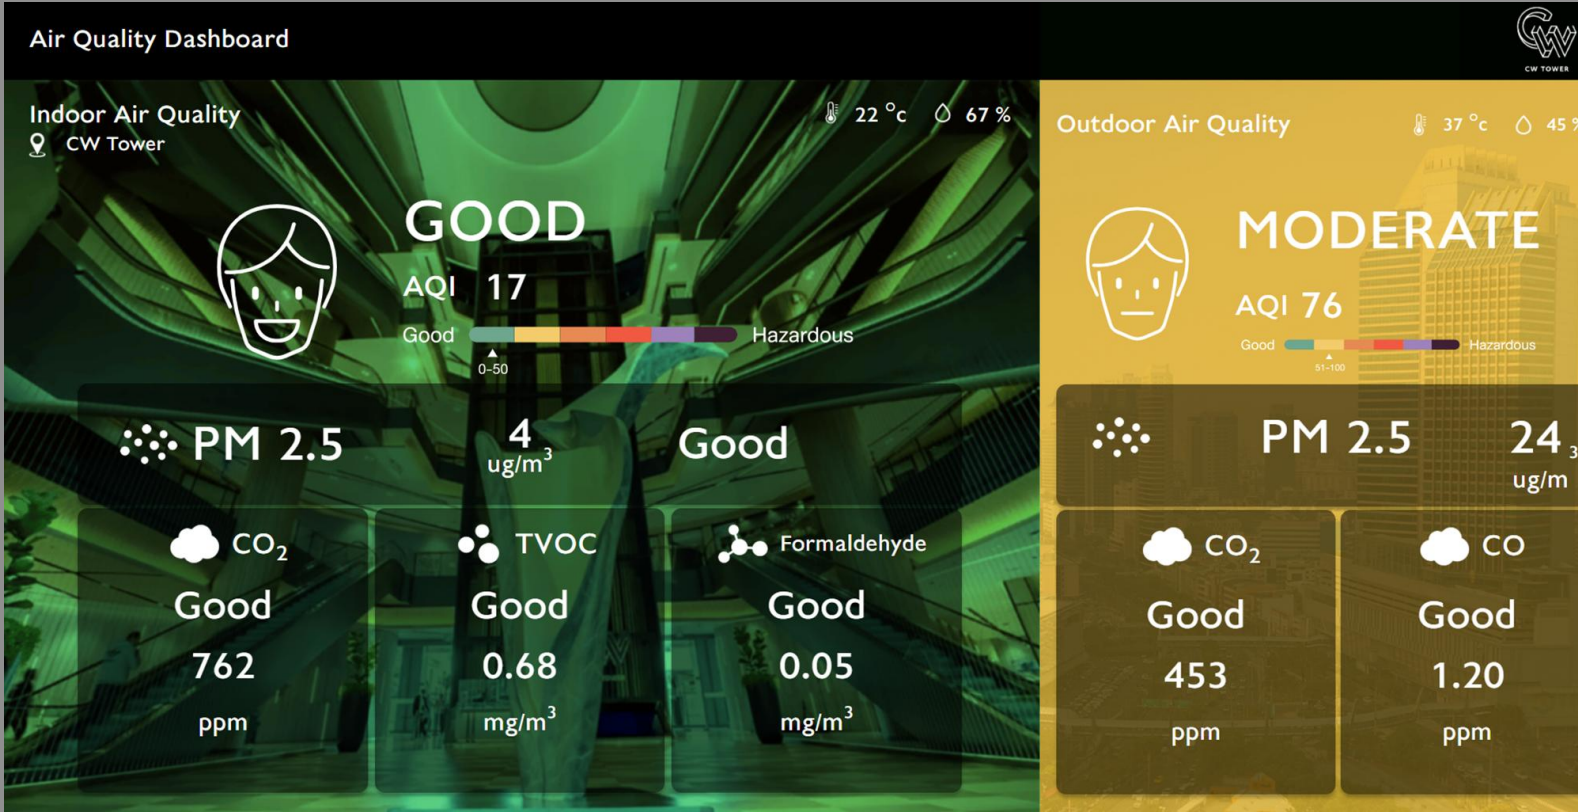 Air Quality Dashboard
CW TOWER
Indoor Air Quality
CW Tower
22 °c 67 %
GOOD
AQI 17
Good Hazardous
0-50
PM 2.5 4 ug/m³ Good
CO₂
Good
762
ppm
TVOC
Good
0.68
mg/m³
Formaldehyde
Good
0.05
mg/m³
Outdoor Air Quality
37 °c 45 %
MODERATE
AQI 76
Good Hazardous
51-100
PM 2.5 24 ug/m³
CO₂
Good
453
ppm
CO
Good
1.20
ppm